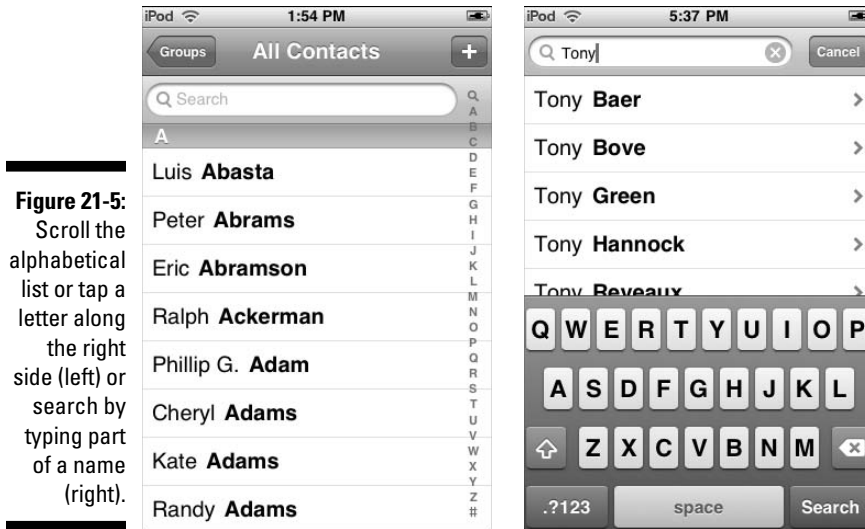 Figure 21-5:
Scroll the
alphabetical
list or tap a
letter along
the right
side (left) or
search by
typing part
of a name
(right).
iPod 1:54 PM
Groups All Contacts +
Search
A
Luis Abasta
Peter Abrams
Eric Abramson
Ralph Ackerman
Phillip G. Adam
Cheryl Adams
Kate Adams
Randy Adams
A
B
C
D
E
F
G
H
I
J
K
L
M
N
O
P
Q
R
S
T
U
V
W
X
Y
Z
#
iPod 5:37 PM
Tony Cancel
Tony Baer
Tony Bove
Tony Green
Tony Hannock
Tony Reveaux
Q W E R T Y U I O P
A S D F G H J K L
Z X C V B N M
.?123 space Search